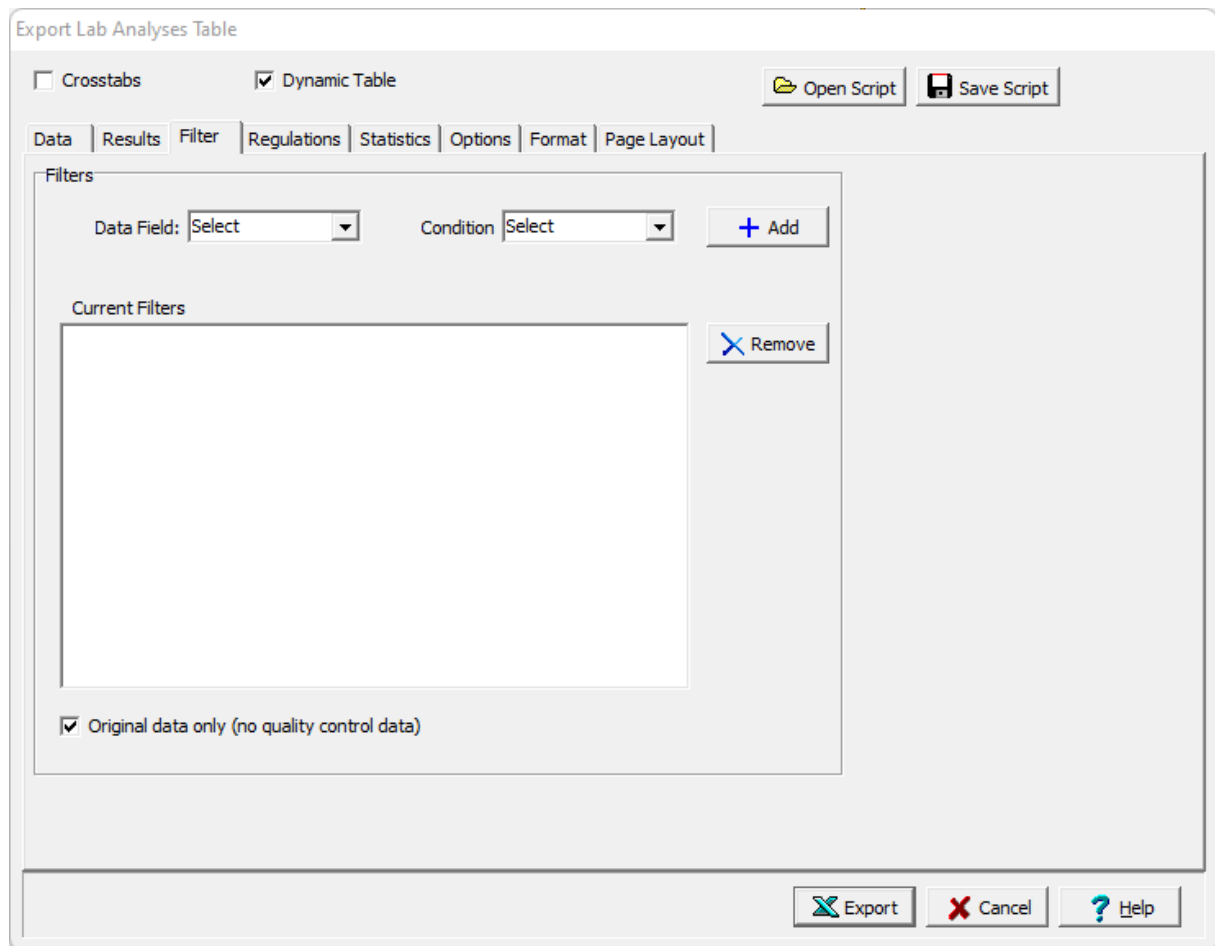 Export Lab Analyses Table
Crosstabs Dynamic Table Open Script Save Script
Data Results Filter Regulations Statistics Options Format Page Layout
Filters
Data Field: Select Condition Select Add
Current Filters
Remove
Original data only (no quality control data)
Export Cancel Help